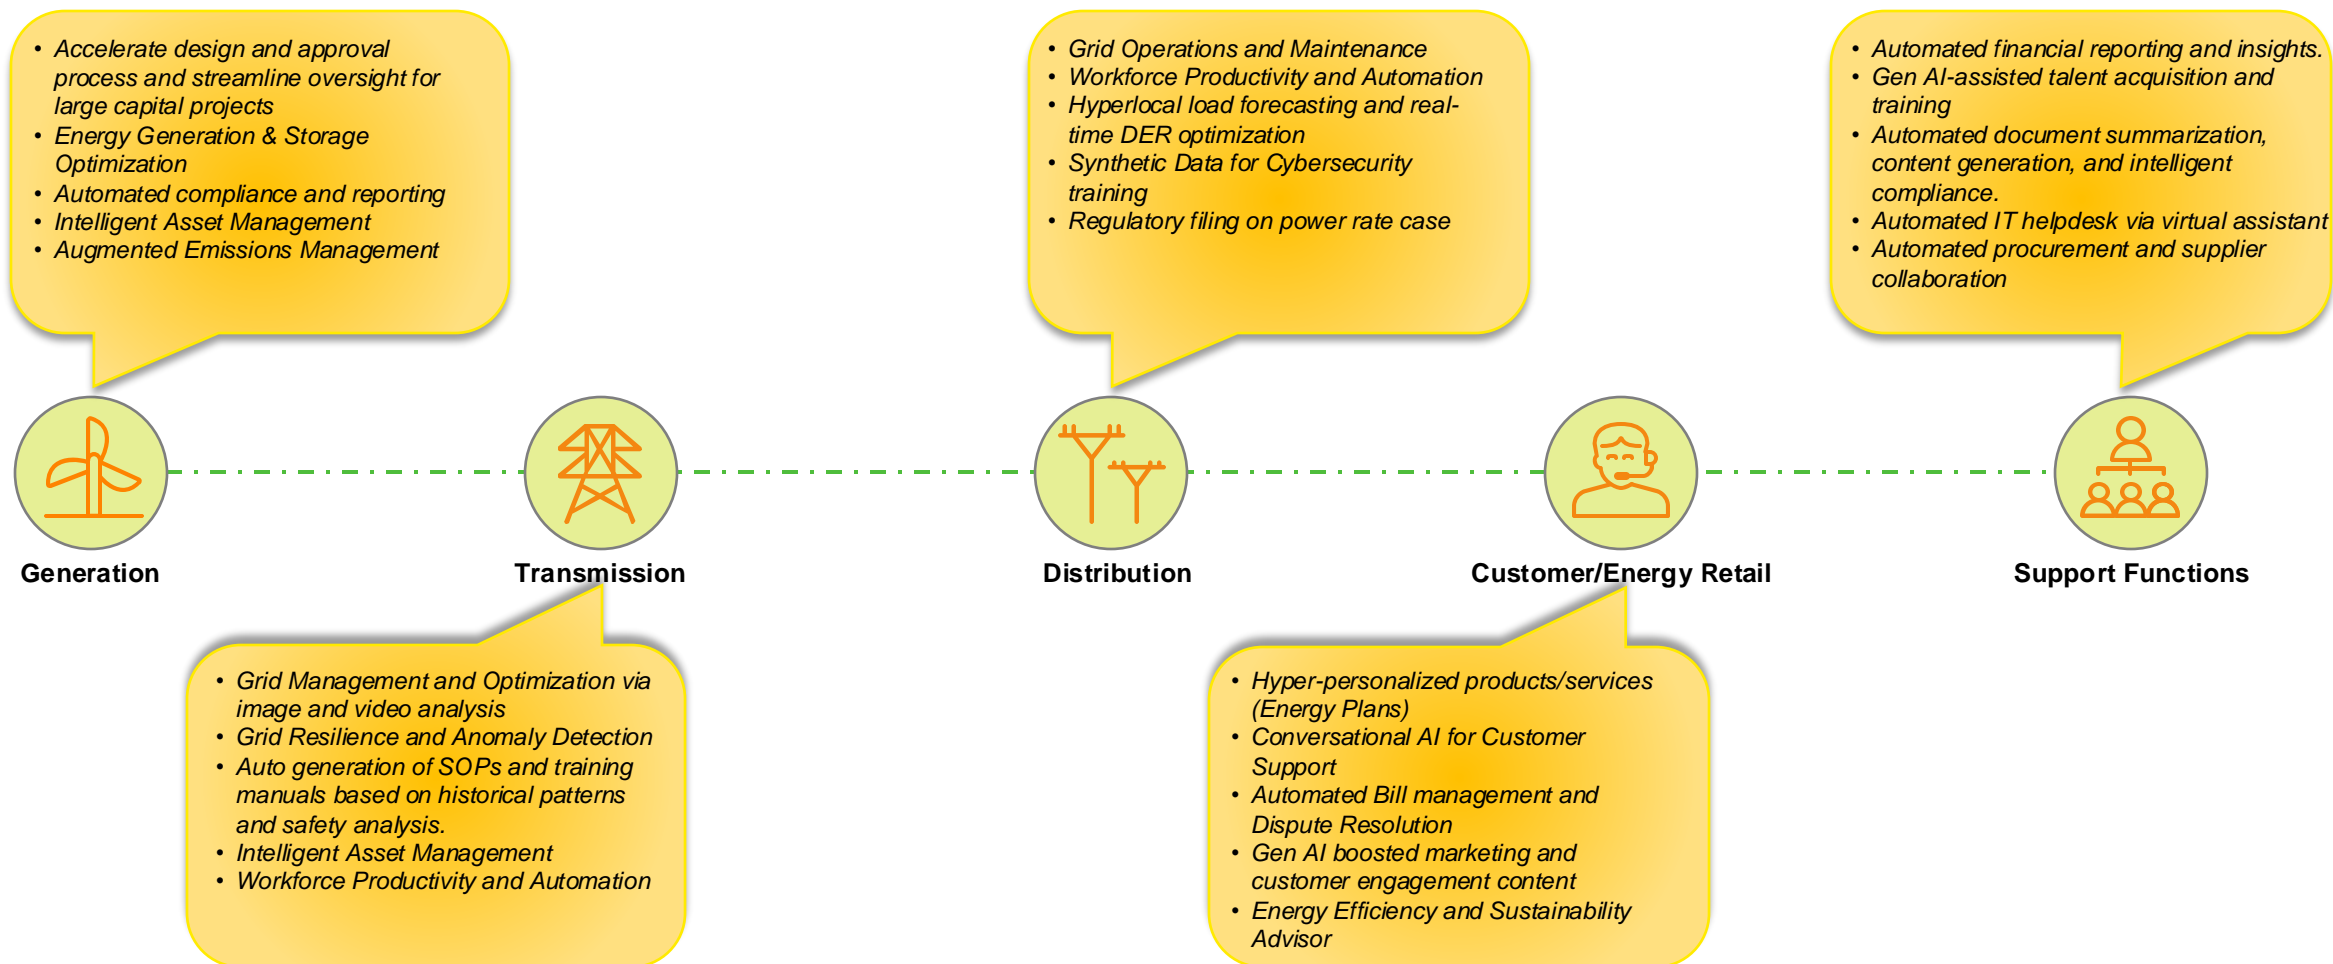 • Accelerate design and approval
process and streamline oversight for
large capital projects
• Energy Generation & Storage
Optimization
• Automated compliance and reporting
• Intelligent Asset Management
• Augmented Emissions Management
• Grid Operations and Maintenance
• Workforce Productivity and Automation
• Hyperlocal load forecasting and real-
time DER optimization
• Synthetic Data for Cybersecurity
training
• Regulatory filing on power rate case
• Automated financial reporting and insights.
• Gen AI-assisted talent acquisition and
training
• Automated document summarization,
content generation, and intelligent
compliance.
• Automated IT helpdesk via virtual assistant
• Automated procurement and supplier
collaboration
Generation
Transmission
Distribution
Customer/Energy Retail
Support Functions
• Grid Management and Optimization via
image and video analysis
• Grid Resilience and Anomaly Detection
• Auto generation of SOPs and training
manuals based on historical patterns
and safety analysis.
• Intelligent Asset Management
• Workforce Productivity and Automation
• Hyper-personalized products/services
(Energy Plans)
• Conversational AI for Customer
Support
• Automated Bill management and
Dispute Resolution
• Gen AI boosted marketing and
customer engagement content
• Energy Efficiency and Sustainability
Advisor